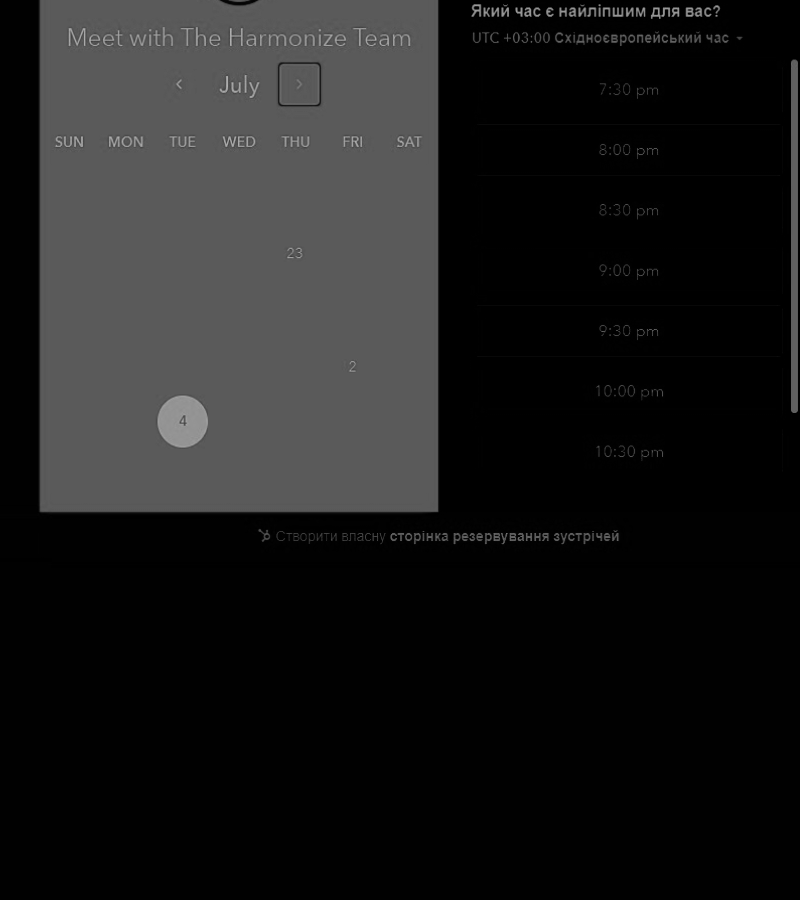 Meet with The Harmonize Team
July
SUN MON TUE WED THU FRI SAT
23
2
4
Який час є найліпшим для вас?
UTC +03:00 Східноєвропейський час
7:30 pm
8:00 pm
8:30 pm
9:00 pm
9:30 pm
10:00 pm
10:30 pm
Створити власну сторінка резервування зустрічей